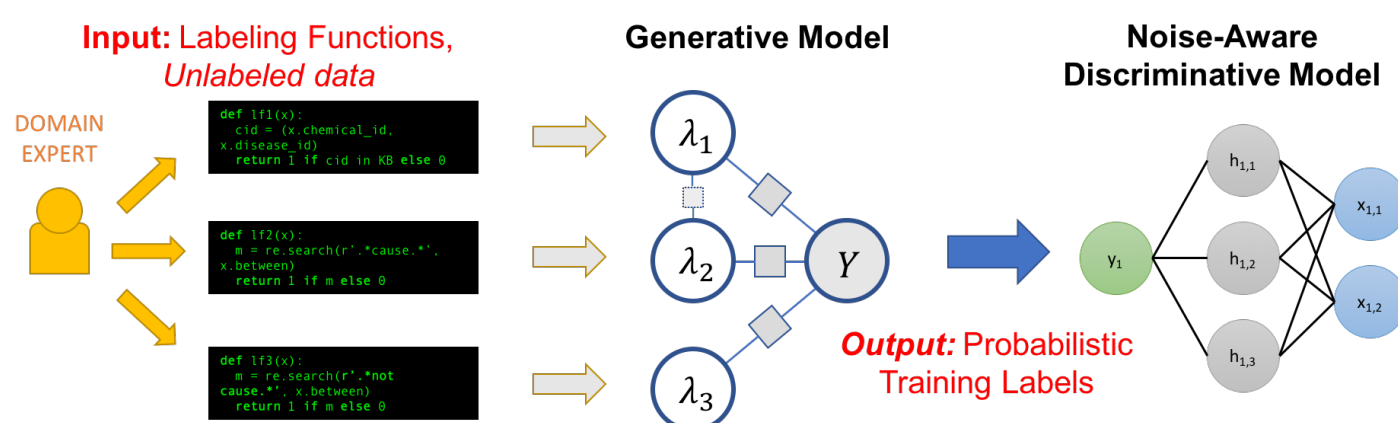 Input: Labeling Functions,
Unlabeled data
DOMAIN
EXPERT
def lf1(x):
  cid = (x.chemical_id,
x.disease_id)
  return 1 if cid in KB else 0
def lf2(x):
  m = re.search(r'.*cause.*',
x.between)
  return 1 if m else 0
def lf3(x):
  m = re.search(r'.*not
cause.*', x.between)
  return 1 if m else 0
Generative Model
λ1
λ2
λ3
Y
Output: Probabilistic
Training Labels
Noise-Aware
Discriminative Model
y1
h1,1
h1,2
h1,3
x1,1
x1,2